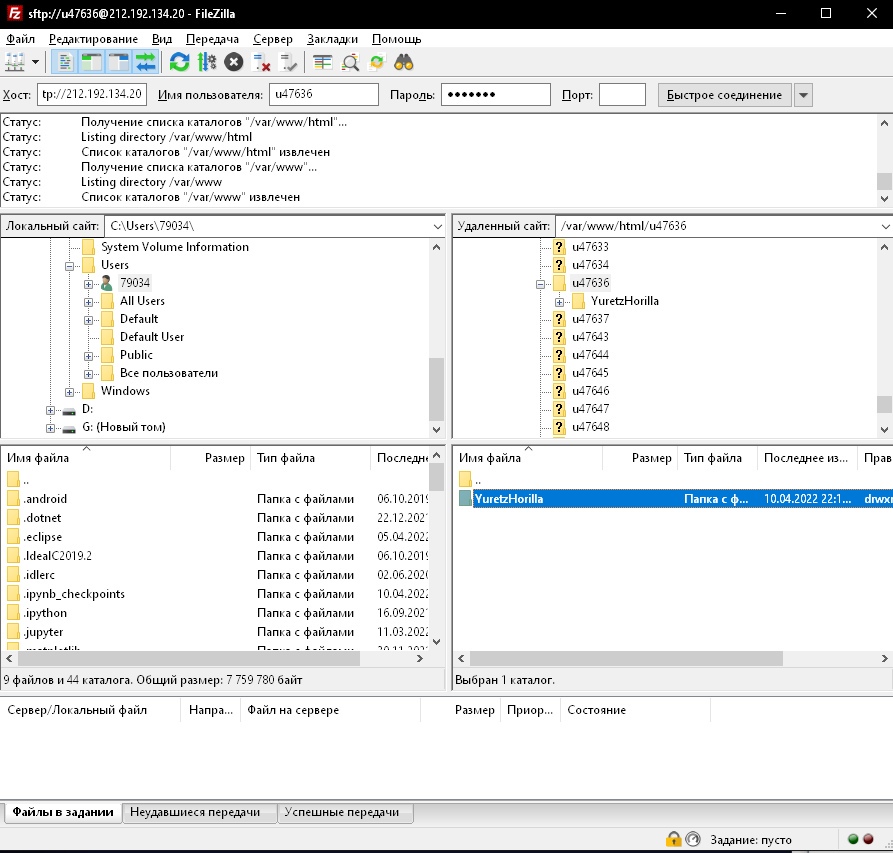 sftp://u47636@212.192.134.20 - FileZilla
Файл Редактирование Вид Передача Сервер Закладки Помощь
Хост: tp://212.192.134.20 Имя пользователя: u47636 Пароль: ••••••• Порт: Быстрое соединение
Статус: Получение списка каталогов "/var/www/html"...
Статус: Listing directory /var/www/html
Статус: Список каталогов "/var/www/html" извлечен
Статус: Получение списка каталогов "/var/www"...
Статус: Listing directory /var/www
Статус: Список каталогов "/var/www" извлечен
Локальный сайт: C:\Users\79034\
System Volume Information
Users
79034
All Users
Default
Default User
Public
Все пользователи
Windows
D:
G: (Новый том)
Удаленный сайт: /var/www/html/u47636
u47633
u47634
u47636
YuretzHorilla
u47637
u47643
u47644
u47645
u47646
u47647
u47648
Имя файла Размер Тип файла Последне
..
.android Папка с файлами 06.10.2019
.dotnet Папка с файлами 22.12.2021
.eclipse Папка с файлами 05.04.2022
.IdealC2019.2 Папка с файлами 06.10.2019
.idlerc Папка с файлами 02.06.2020
.ipynb_checkpoints Папка с файлами 10.04.2022
.ipython Папка с файлами 16.09.2021
.jupyter Папка с файлами 11.03.2022
9 файлов и 44 каталога. Общий размер: 7 759 780 байт
Имя файла Размер Тип файла Последнее из... Прав
..
YuretzHorilla Папка с ф... 10.04.2022 22:1... drwxr
Выбран 1 каталог.
Сервер/Локальный файл Напра... Файл на сервере Размер Приор... Состояние
Файлы в задании Неудавшиеся передачи Успешные передачи
Задание: пусто